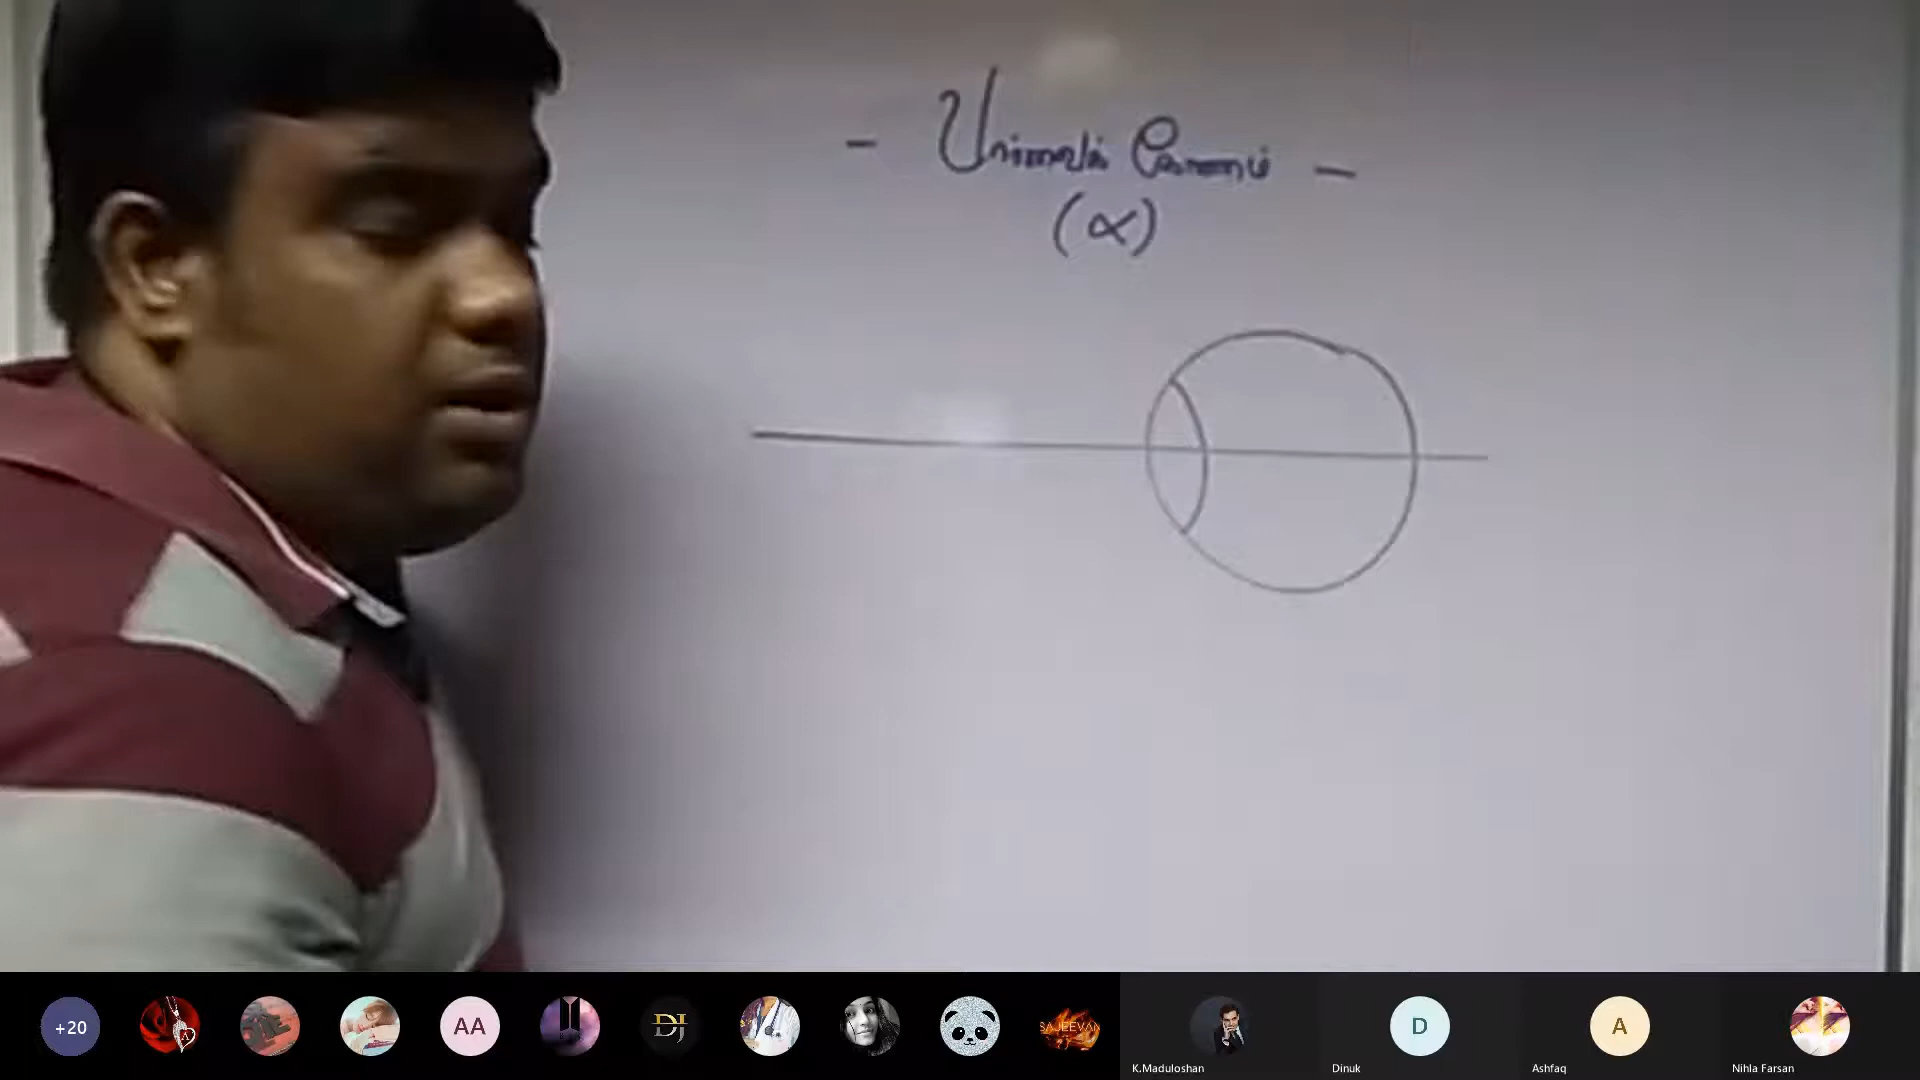 - பார்வைக் கோணம் -
(α)
+20
A
AA
DJ
SAJEEVAN
D
A
K.Maduloshan
Dinuk
Ashfaq
Nihla Farsan